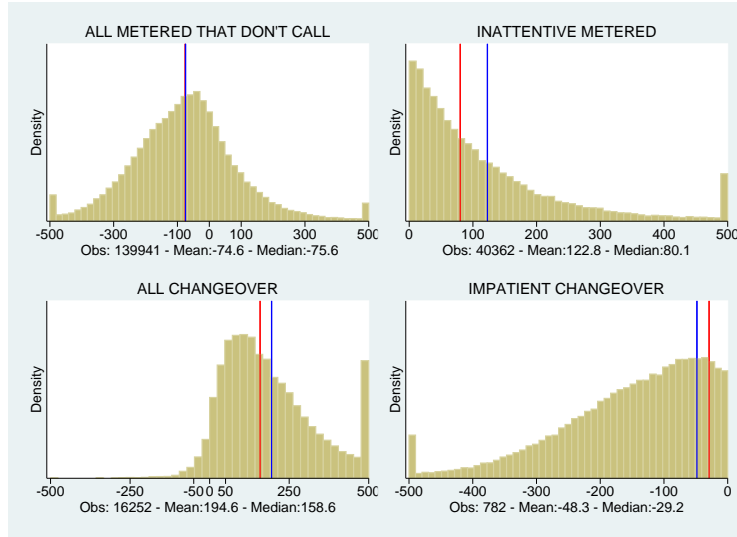 ALL METERED THAT DON'T CALL
Density
-500 -300 -100 0 100 300 500
Obs: 139941 - Mean:-74.6 - Median:-75.6
INATTENTIVE METERED
Density
0 100 200 300 400 500
Obs: 40362 - Mean:122.8 - Median:80.1
ALL CHANGEOVER
Density
-500 -250 -50 0 50 250 500
Obs: 16252 - Mean:194.6 - Median:158.6
IMPATIENT CHANGEOVER
Density
-500 -400 -300 -200 -100 0
Obs: 782 - Mean:-48.3 - Median:-29.2